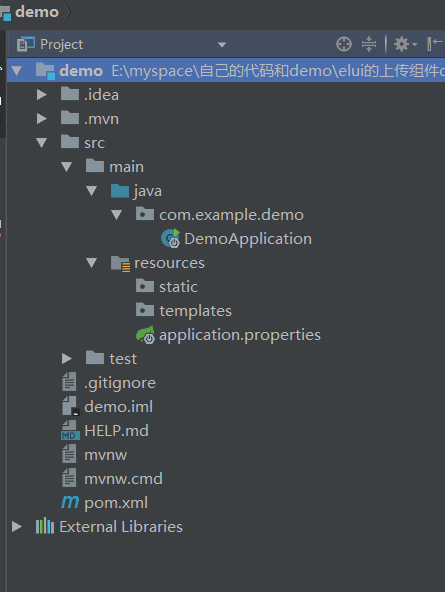 demo
Project
demo E:\myspace\自己的代码和demo\elui的上传组件
.idea
.mvn
src
main
java
com.example.demo
DemoApplication
resources
static
templates
application.properties
test
.gitignore
demo.iml
MD HELP.md
mvnw
mvnw.cmd
m pom.xml
External Libraries